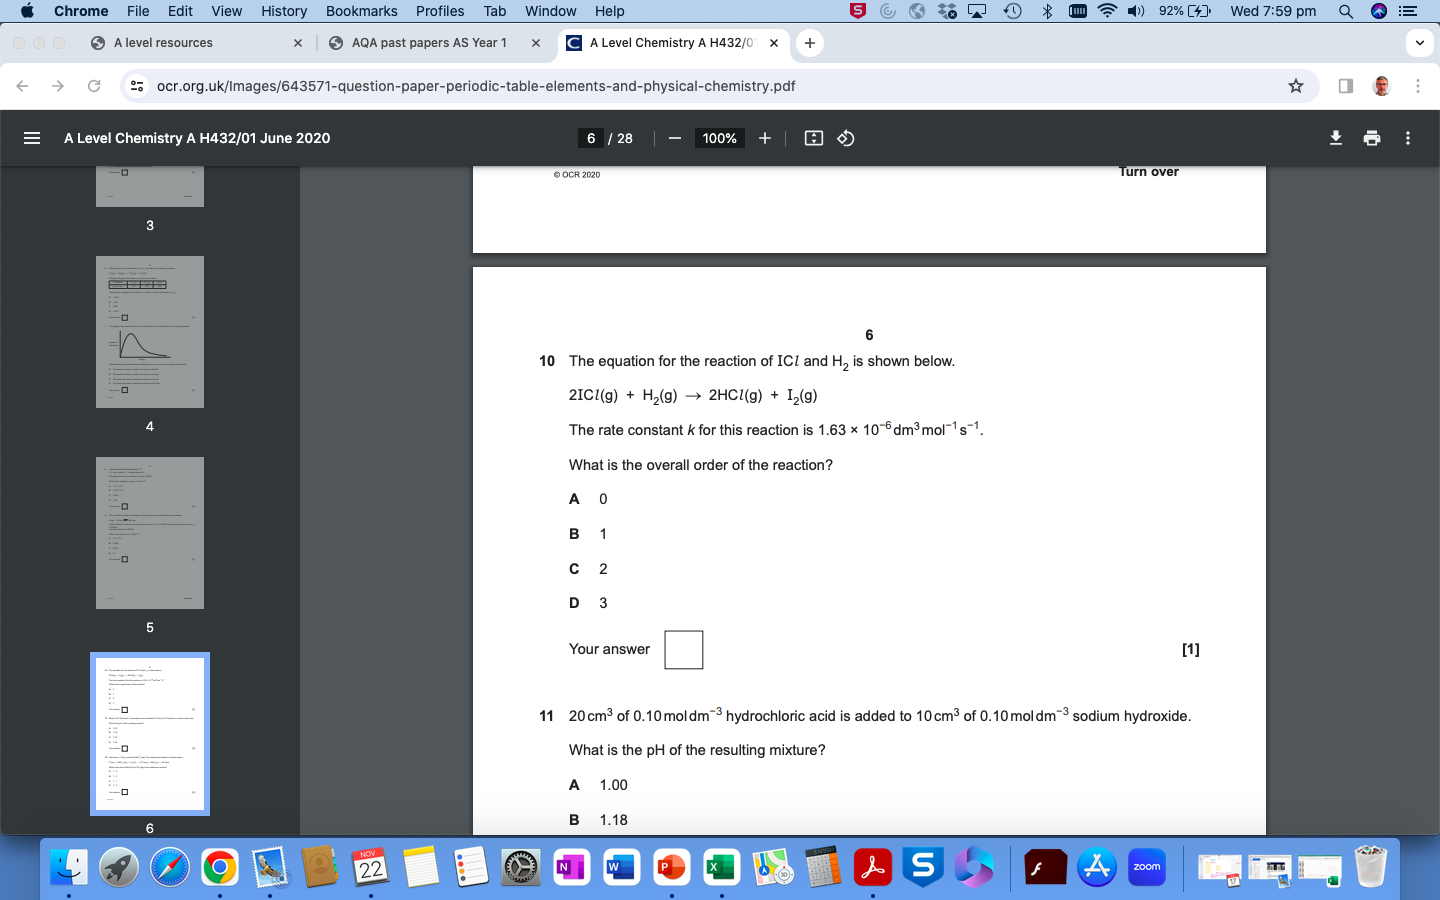 Chrome File Edit View History Bookmarks Profiles Tab Window Help
92% Wed 7:59 pm
A level resources
AQA past papers AS Year 1
A Level Chemistry A H432/0
ocr.org.uk/Images/643571-question-paper-periodic-table-elements-and-physical-chemistry.pdf
A Level Chemistry A H432/01 June 2020
6 / 28
100%
3
4
5
6
© OCR 2020
Turn over
6
10 The equation for the reaction of ICl and H₂ is shown below.
2ICl(g) + H₂(g) → 2HCl(g) + I₂(g)
The rate constant k for this reaction is 1.63 × 10⁻⁶ dm³ mol⁻¹ s⁻¹.
What is the overall order of the reaction?
A 0
B 1
C 2
D 3
Your answer
[1]
11 20 cm³ of 0.10 mol dm⁻³ hydrochloric acid is added to 10 cm³ of 0.10 mol dm⁻³ sodium hydroxide.
What is the pH of the resulting mixture?
A 1.00
B 1.18
NOV
22
N
W
P
X
3D
S
zoom
17